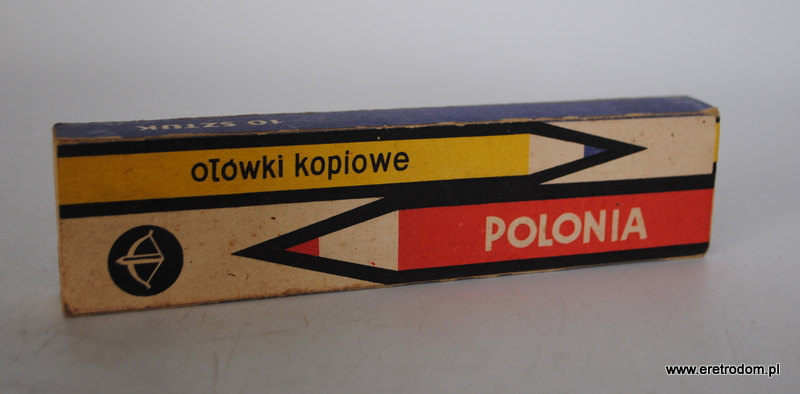 10 SZTUK
ołówki kopiowe
POLONIA
www.eretrodom.pl